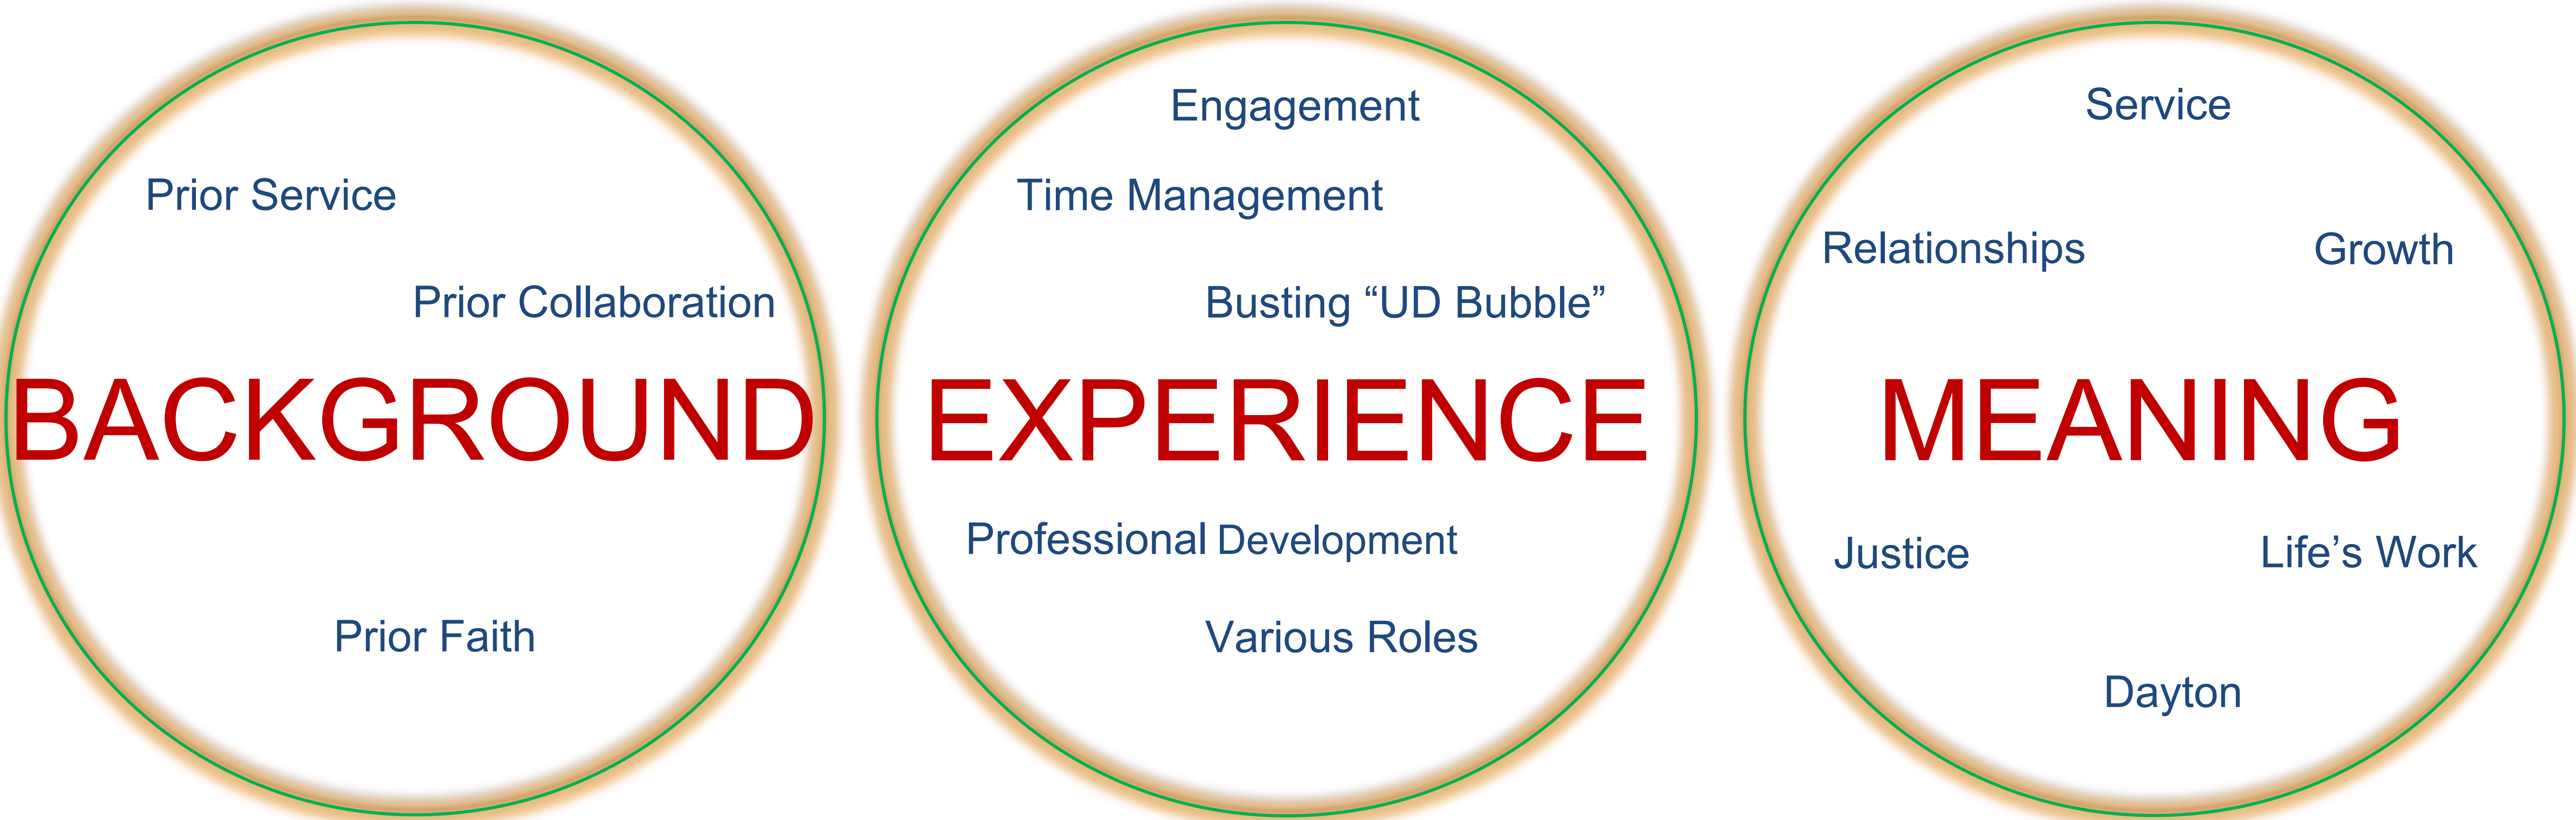 Prior Service
Prior Collaboration
BACKGROUND
Prior Faith
Engagement
Time Management
Busting “UD Bubble”
EXPERIENCE
Professional Development
Various Roles
Service
Relationships
Growth
MEANING
Justice
Life’s Work
Dayton